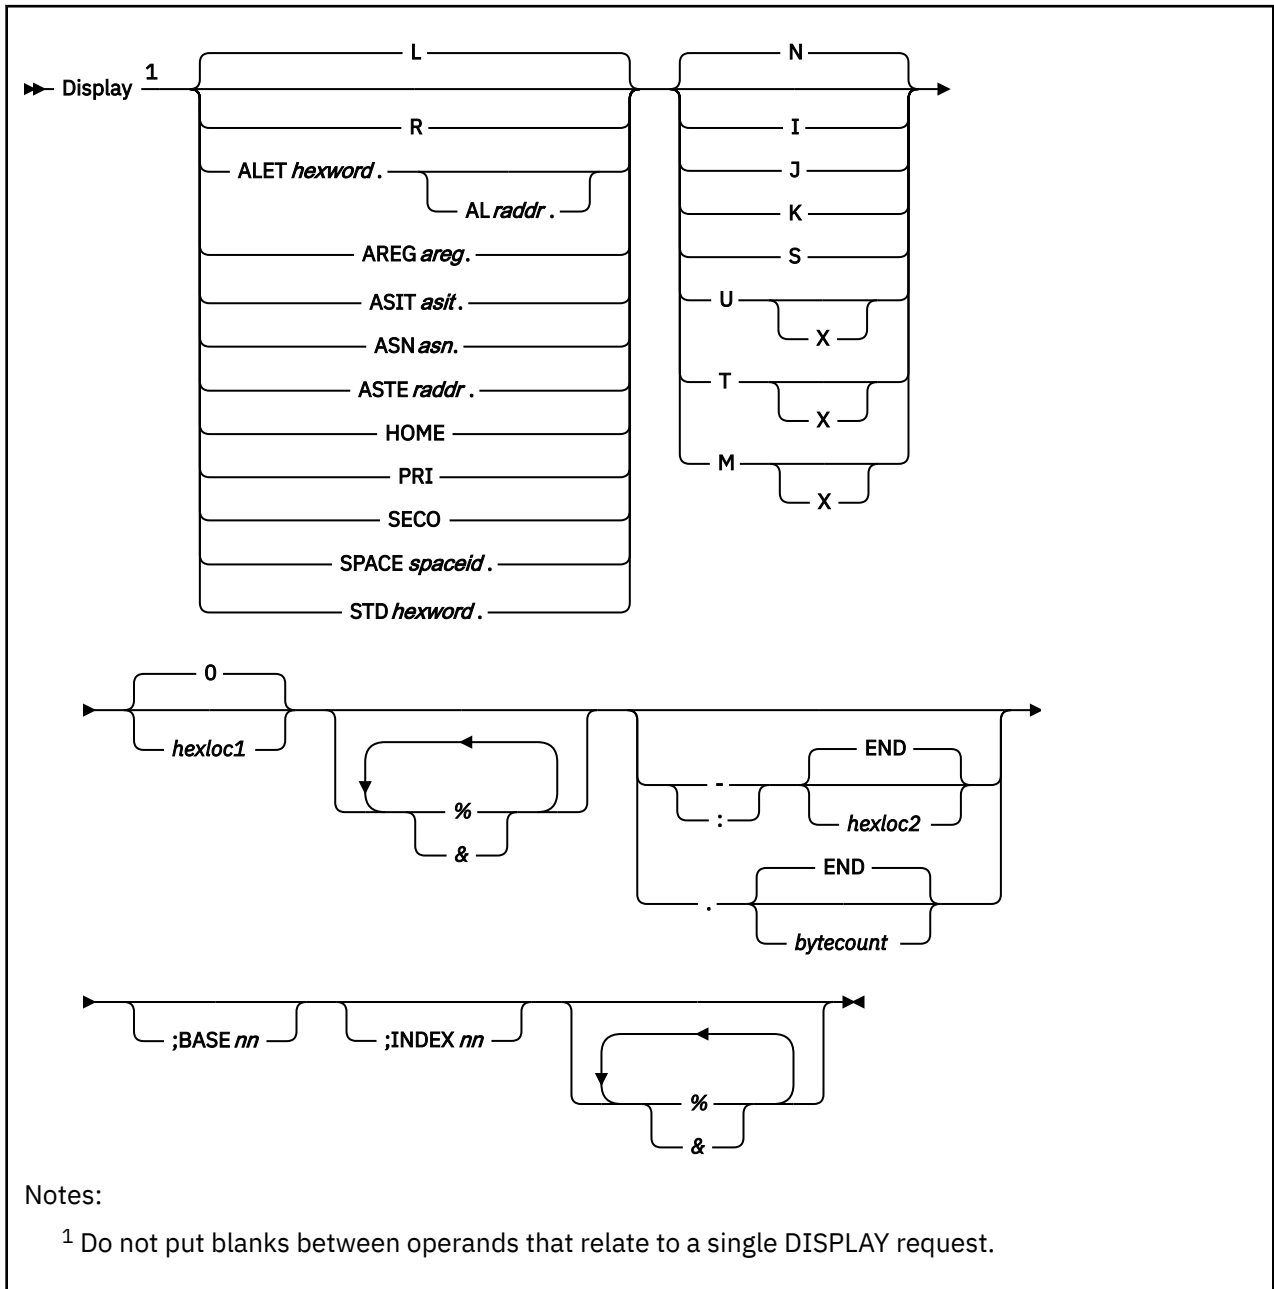 L N
Display 1
R I
ALET hexword . J
AL raddr . K
AREG areg. S
ASIT asit . U
ASN asn. X
ASTE raddr . T
X
HOME
PRI M
X
SECO
SPACE spaceid .
STD hexword .
0
hexloc1 - END
% : hexloc2
& END
. bytecount
;BASE nn ;INDEX nn
%
&
Notes:
1 Do not put blanks between operands that relate to a single DISPLAY request.